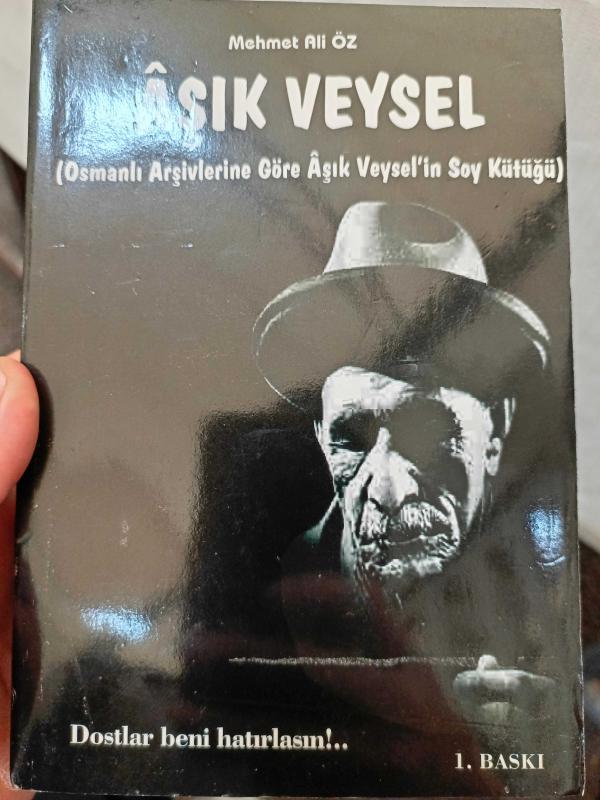 Mehmet Ali ÖZ
ÂŞIK VEYSEL
(Osmanlı Arşivlerine Göre Âşık Veysel'in Soy Kütüğü)
Dostlar beni hatırlasın!..
1. BASKI